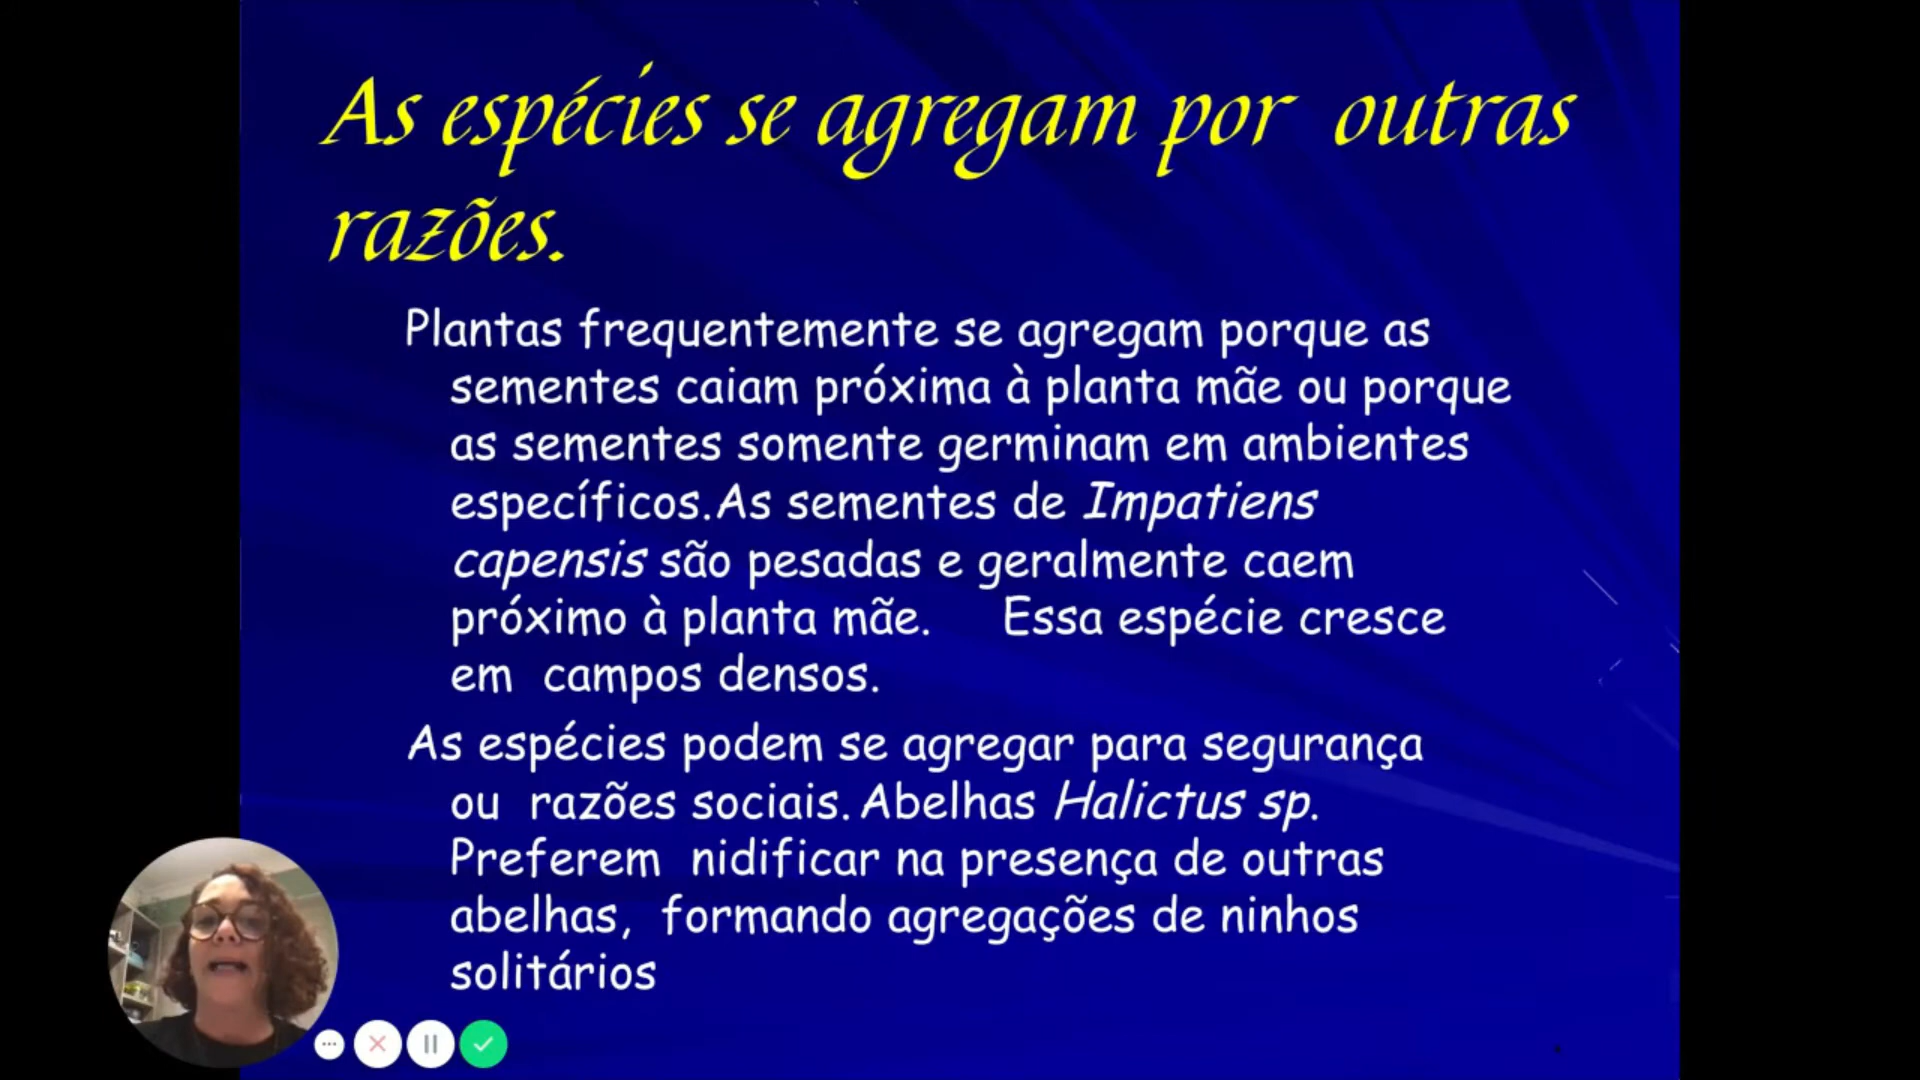 As espécies se agregam por outras
razões.
Plantas frequentemente se agregam porque as
sementes caiam próxima à planta mãe ou porque
as sementes somente germinam em ambientes
específicos.As sementes de Impatiens
capensis são pesadas e geralmente caem
próximo à planta mãe. Essa espécie cresce
em campos densos.
As espécies podem se agregar para segurança
ou razões sociais. Abelhas Halictus sp.
Preferem nidificar na presença de outras
abelhas, formando agregações de ninhos
solitários